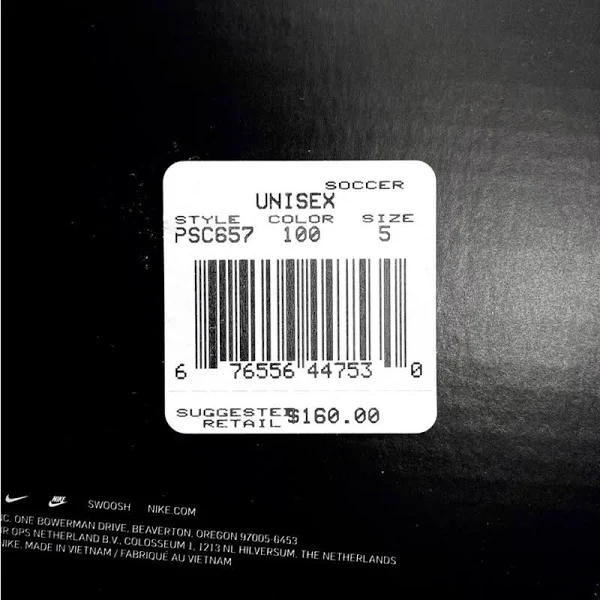 SOCCER
UNISEX
STYLE COLOR SIZE
PSC657 100 5
6 76556 44753 0
SUGGESTED $160.00
RETAIL
NIKE SWOOSH NIKE.COM
NC. ONE BOWERMAN DRIVE, BEAVERTON, OREGON 97005-6453
R OPS NETHERLAND B.V., COLOSSEUM 1, 1213 NL HILVERSUM, THE NETHERLANDS
NIKE. MADE IN VIETNAM / FABRIQUÉ AU VIETNAM